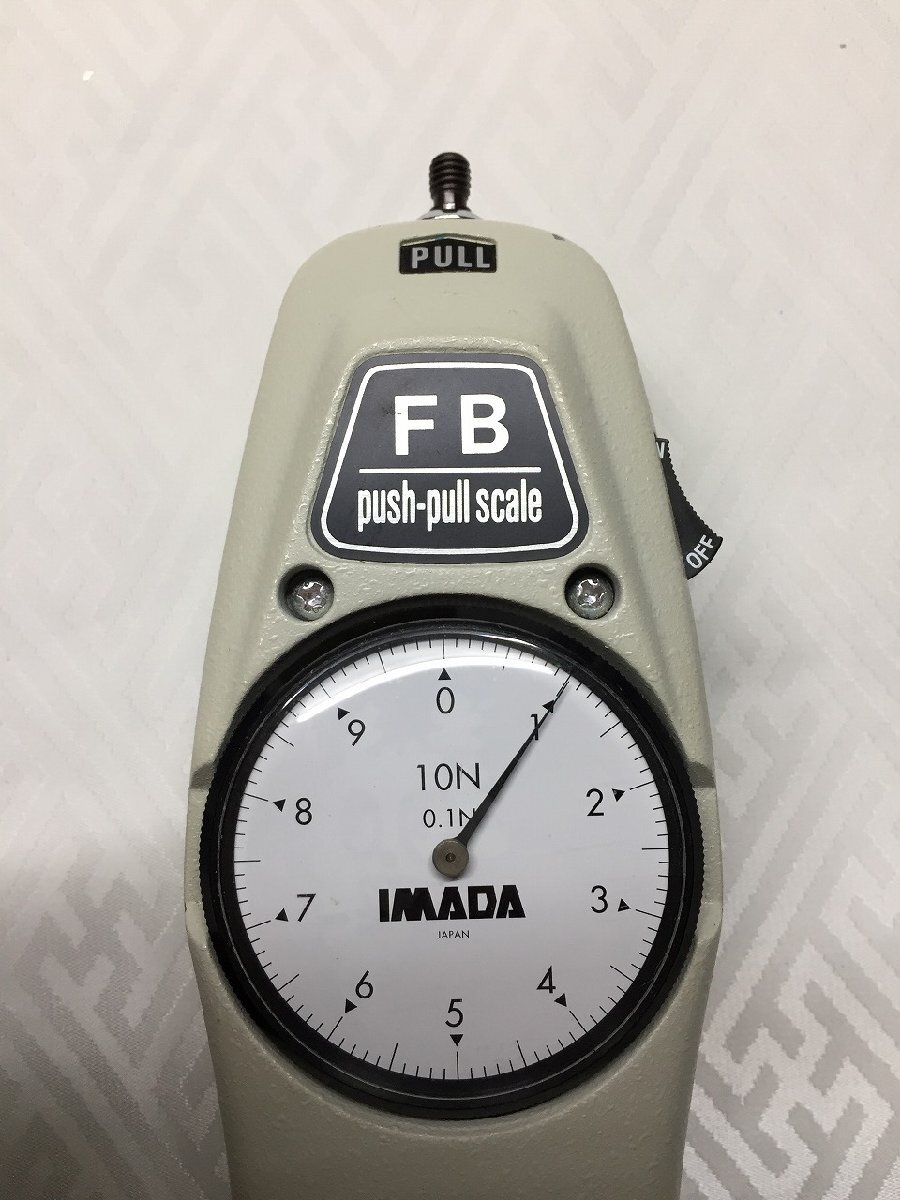 PULL
FB
push-pull scale
OFF
0
1
2
3
4
5
6
7
8
9
10N
0.1N
IMADA
JAPAN